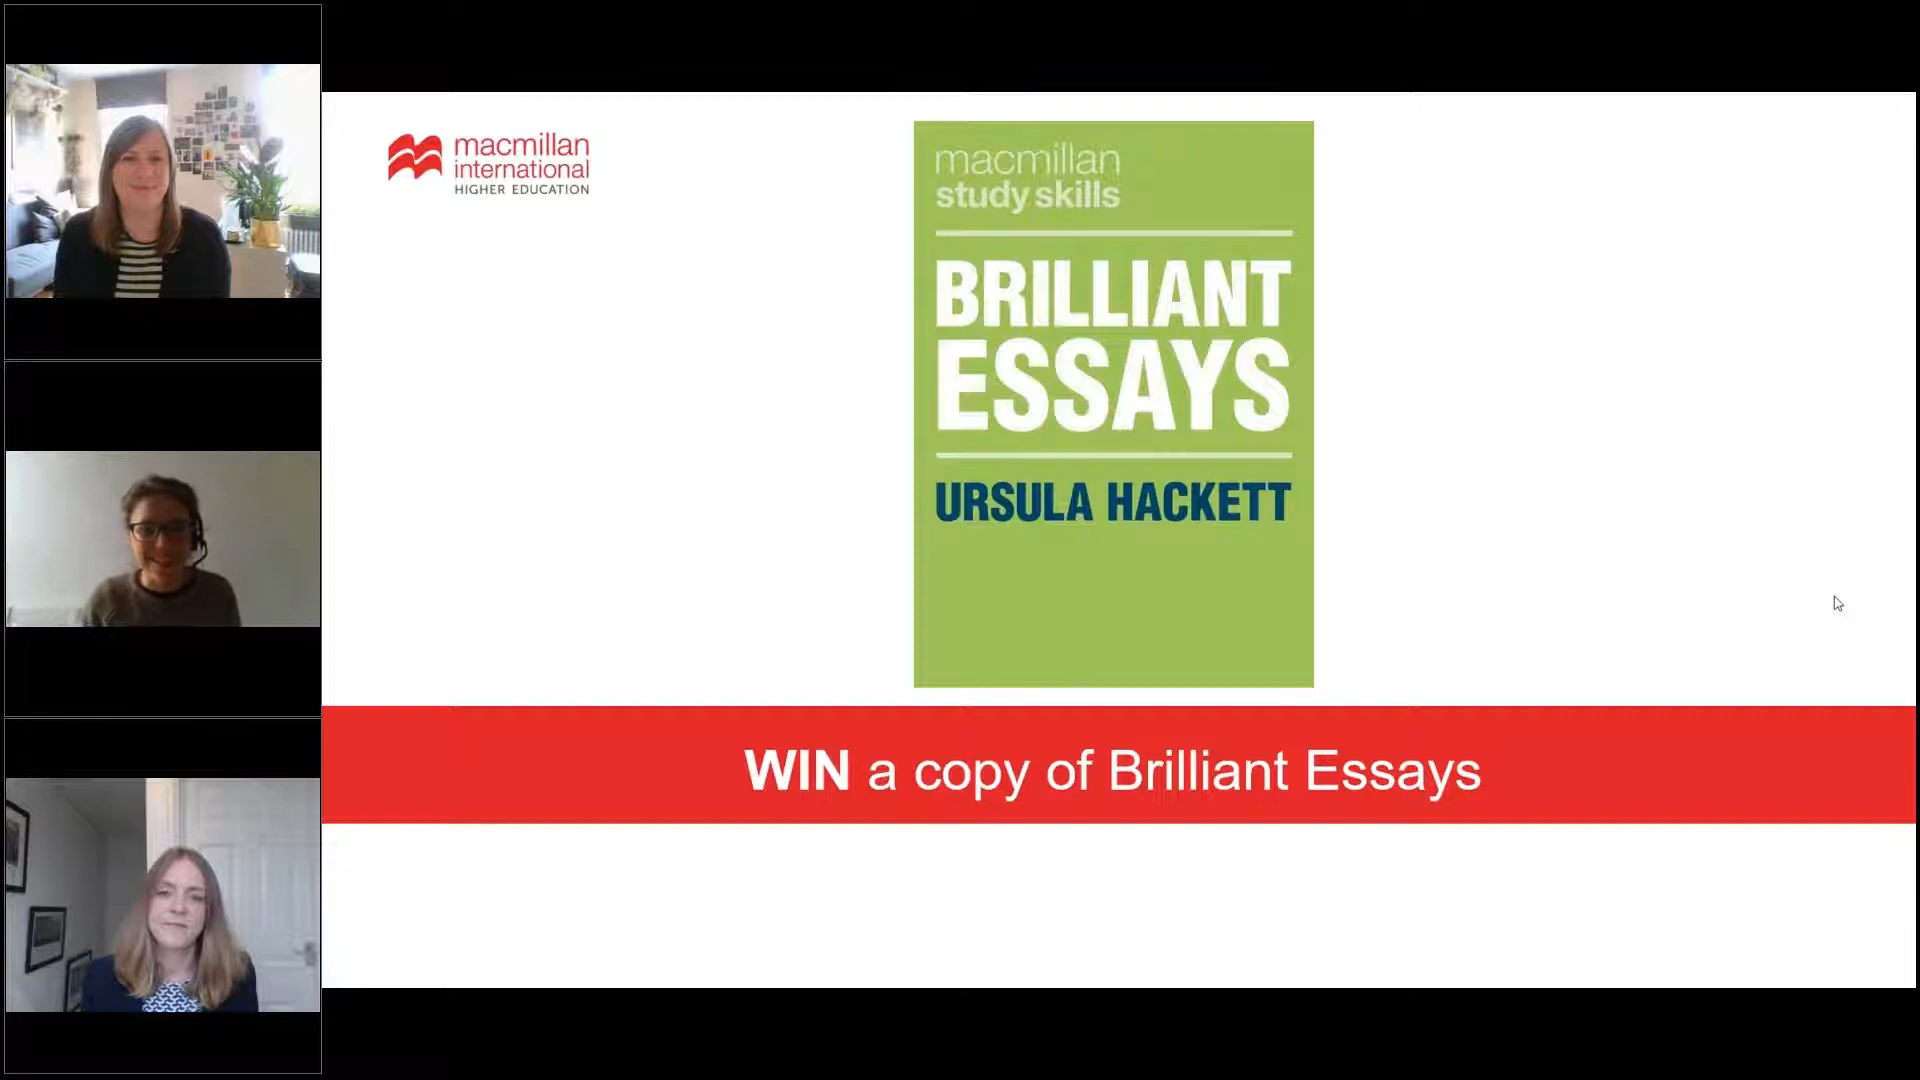 macmillan
international
HIGHER EDUCATION
macmillan
study skills
BRILLIANT
ESSAYS
URSULA HACKETT
WIN a copy of Brilliant Essays